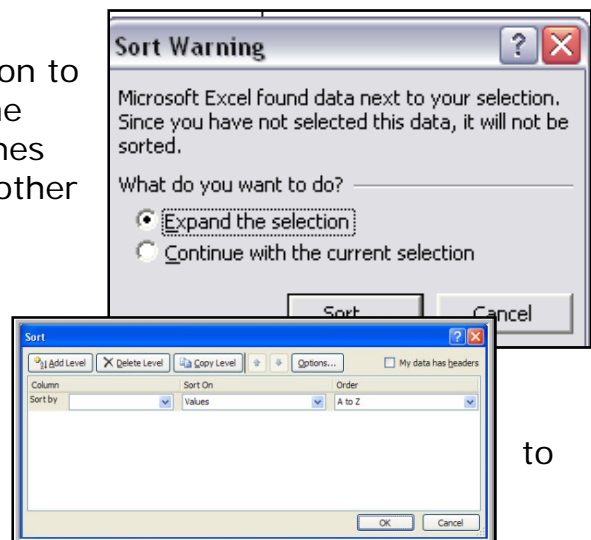 on to
ne
nes
other
Sort Warning
Microsoft Excel found data next to your selection.
Since you have not selected this data, it will not be
sorted.
What do you want to do?
Expand the selection
Continue with the current selection
Sort... Cancel
Sort
Add Level Delete Level Copy Level Options... My data has headers
Column Sort On Order
Sort by Values A to Z
OK Cancel
to